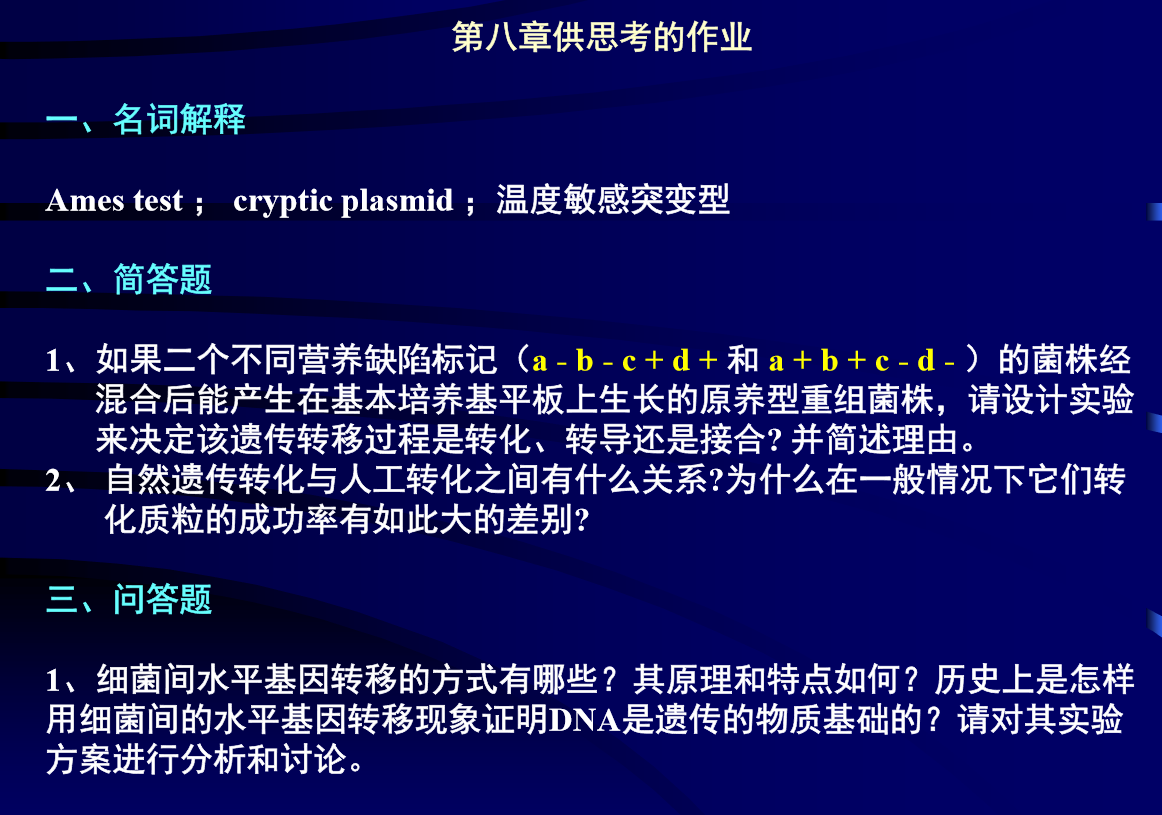 第八章供思考的作业
一、名词解释
Ames test ； cryptic plasmid ；温度敏感突变型
二、简答题
1、如果二个不同营养缺陷标记（a - b - c + d + 和 a + b + c - d - ）的菌株经
混合后能产生在基本培养基平板上生长的原养型重组菌株，请设计实验
来决定该遗传转移过程是转化、转导还是接合? 并简述理由。
2、 自然遗传转化与人工转化之间有什么关系?为什么在一般情况下它们转
化质粒的成功率有如此大的差别?
三、问答题
1、细菌间水平基因转移的方式有哪些？其原理和特点如何？历史上是怎样
用细菌间的水平基因转移现象证明DNA是遗传的物质基础的？请对其实验
方案进行分析和讨论。